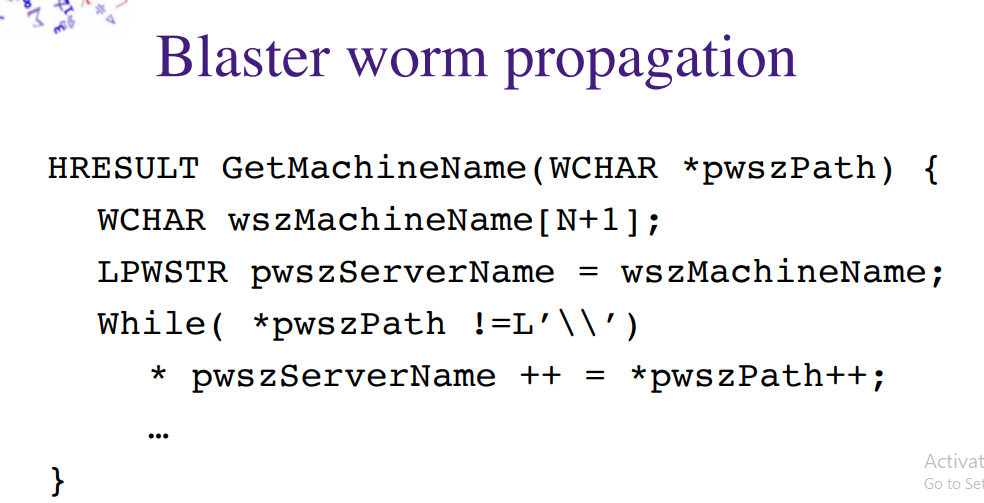 Blaster worm propagation
HRESULT GetMachineName(WCHAR *pwszPath) {
WCHAR wszMachineName[N+1];
LPWSTR pwszServerName = wszMachineName;
While( *pwszPath !=L’\\’)
* pwszServerName ++ = *pwszPath++;
…
}
Activat
Go to Set